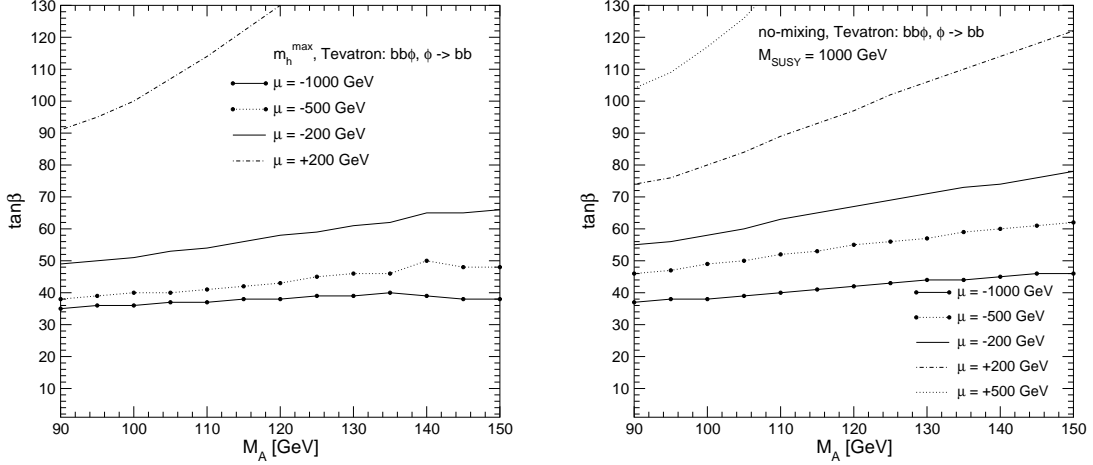 130
120
110
100
90
80
70
60
50
40
30
20
10
tanβ
m_h^max, Tevatron: bbϕ, ϕ -> bb
μ = -1000 GeV
μ = -500 GeV
μ = -200 GeV
μ = +200 GeV
90 100 110 120 130 140 150
M_A [GeV]
130
120
110
100
90
80
70
60
50
40
30
20
10
tanβ
no-mixing, Tevatron: bbϕ, ϕ -> bb
M_SUSY = 1000 GeV
μ = -1000 GeV
μ = -500 GeV
μ = -200 GeV
μ = +200 GeV
μ = +500 GeV
90 100 110 120 130 140 150
M_A [GeV]